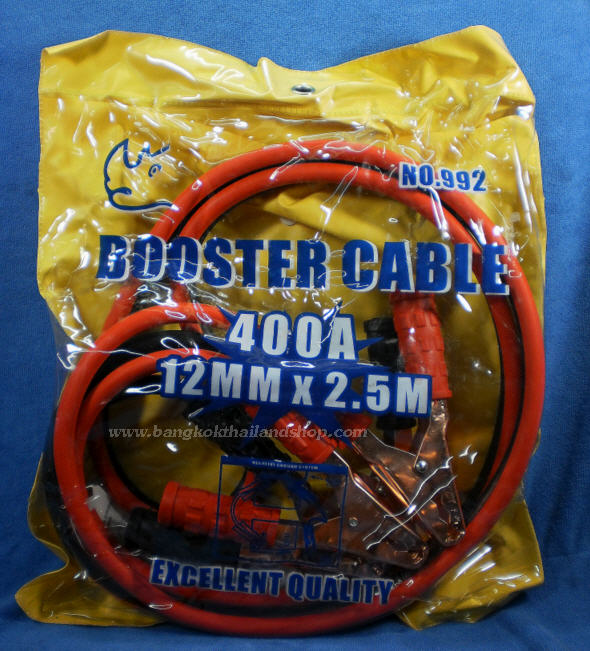 NO.992
BOOSTER CABLE
400A
12MM X 2.5M
www.bangkokthailandshop.com
EXCELLENT QUALITY